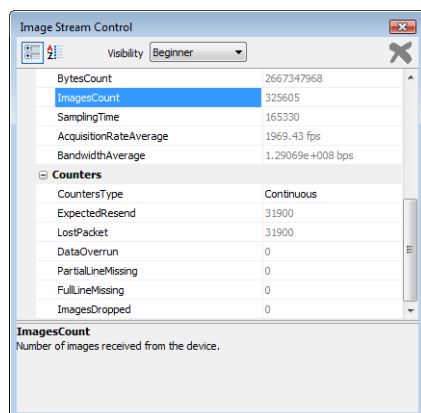 Image Stream Control
Visibility Beginner
BytesCount 2667347968
ImagesCount 325605
SamplingTime 165330
AcquisitionRateAverage 1969.43 fps
BandwidthAverage 1.29069e+008 bps
Counters
CountersType Continuous
ExpectedResend 31900
LostPacket 31900
DataOverrun 0
PartialLineMissing 0
FullLineMissing 0
ImagesDropped 0
ImagesCount
Number of images received from the device.